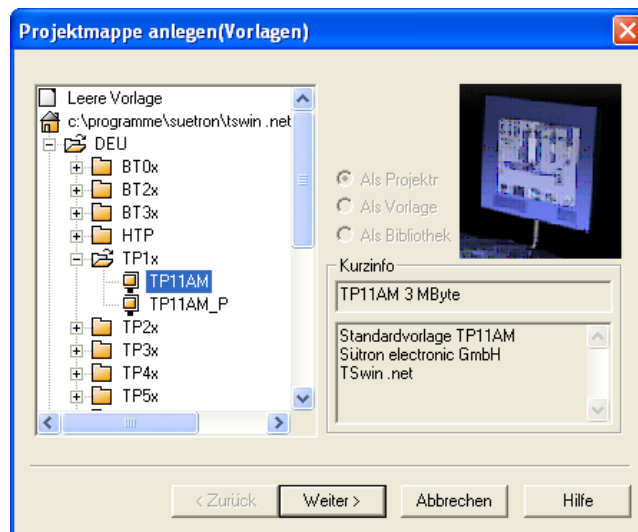 Projektmappe anlegen(Vorlagen)
Leere Vorlage
c:\programme\suetron\tswin .net
DEU
BT0x
BT2x
BT3x
HTP
TP1x
TP11AM
TP11AM_P
TP2x
TP3x
TP4x
TP5x
Als Projektr
Als Vorlage
Als Bibliothek
Kurzinfo
TP11AM 3 MByte
Standardvorlage TP11AM
Sütron electronic GmbH
TSwin .net
< Zurück
Weiter >
Abbrechen
Hilfe